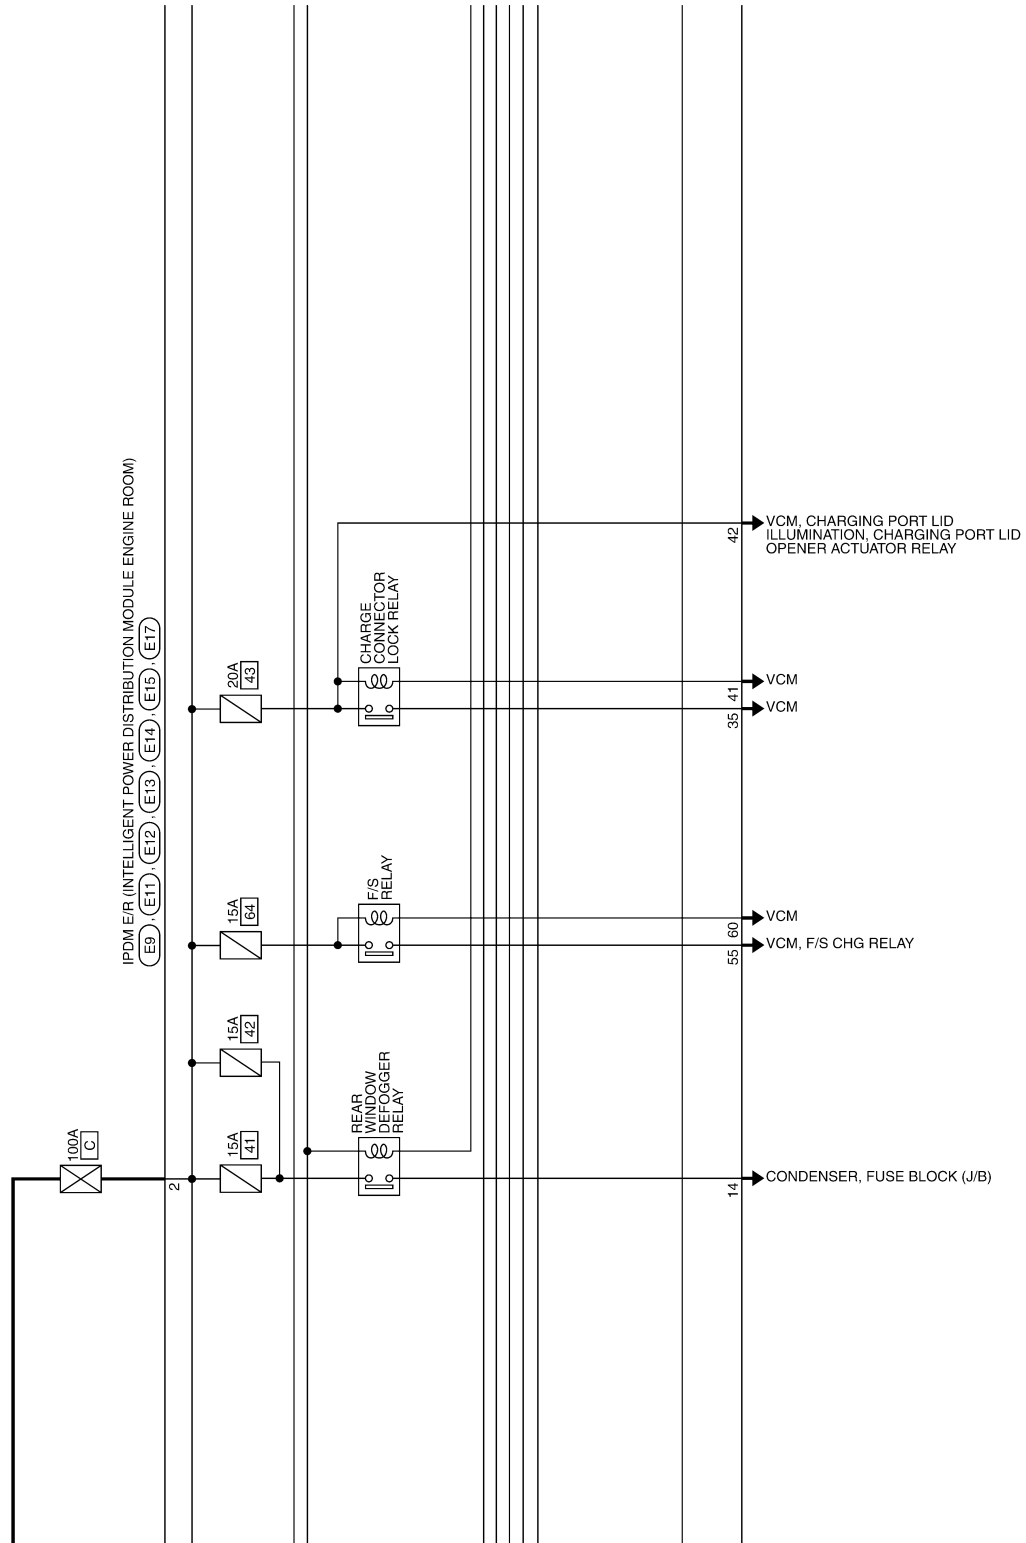 IPDM E/R (INTELLIGENT POWER DISTRIBUTION MODULE ENGINE ROOM)
E9 , E11 , E12 , E13 , E14 , E15 , E17
42
VCM, CHARGING PORT LID
ILLUMINATION, CHARGING PORT LID
OPENER ACTUATOR RELAY
20A
43
CHARGE
CONNECTOR
LOCK RELAY
41
VCM
35
VCM
15A
64
F/S
RELAY
60
VCM
55
VCM, F/S CHG RELAY
15A
42
100A
C
2
15A
41
REAR
WINDOW
DEFOGGER
RELAY
14
CONDENSER, FUSE BLOCK (J/B)